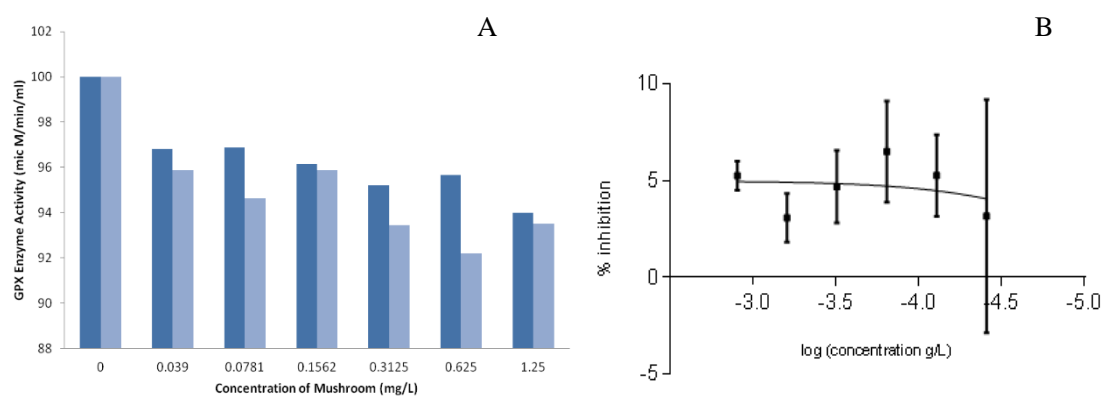 A
102
100
98
96
94
92
90
88
GPX Enzyme Activity (mic M/min/ml)
0 0.039 0.0781 0.1562 0.3125 0.625 1.25
Concentration of Mushroom (mg/L)
B
10
5
0
-5
% inhibition
-3.0 -3.5 -4.0 -4.5 -5.0
log (concentration g/L)